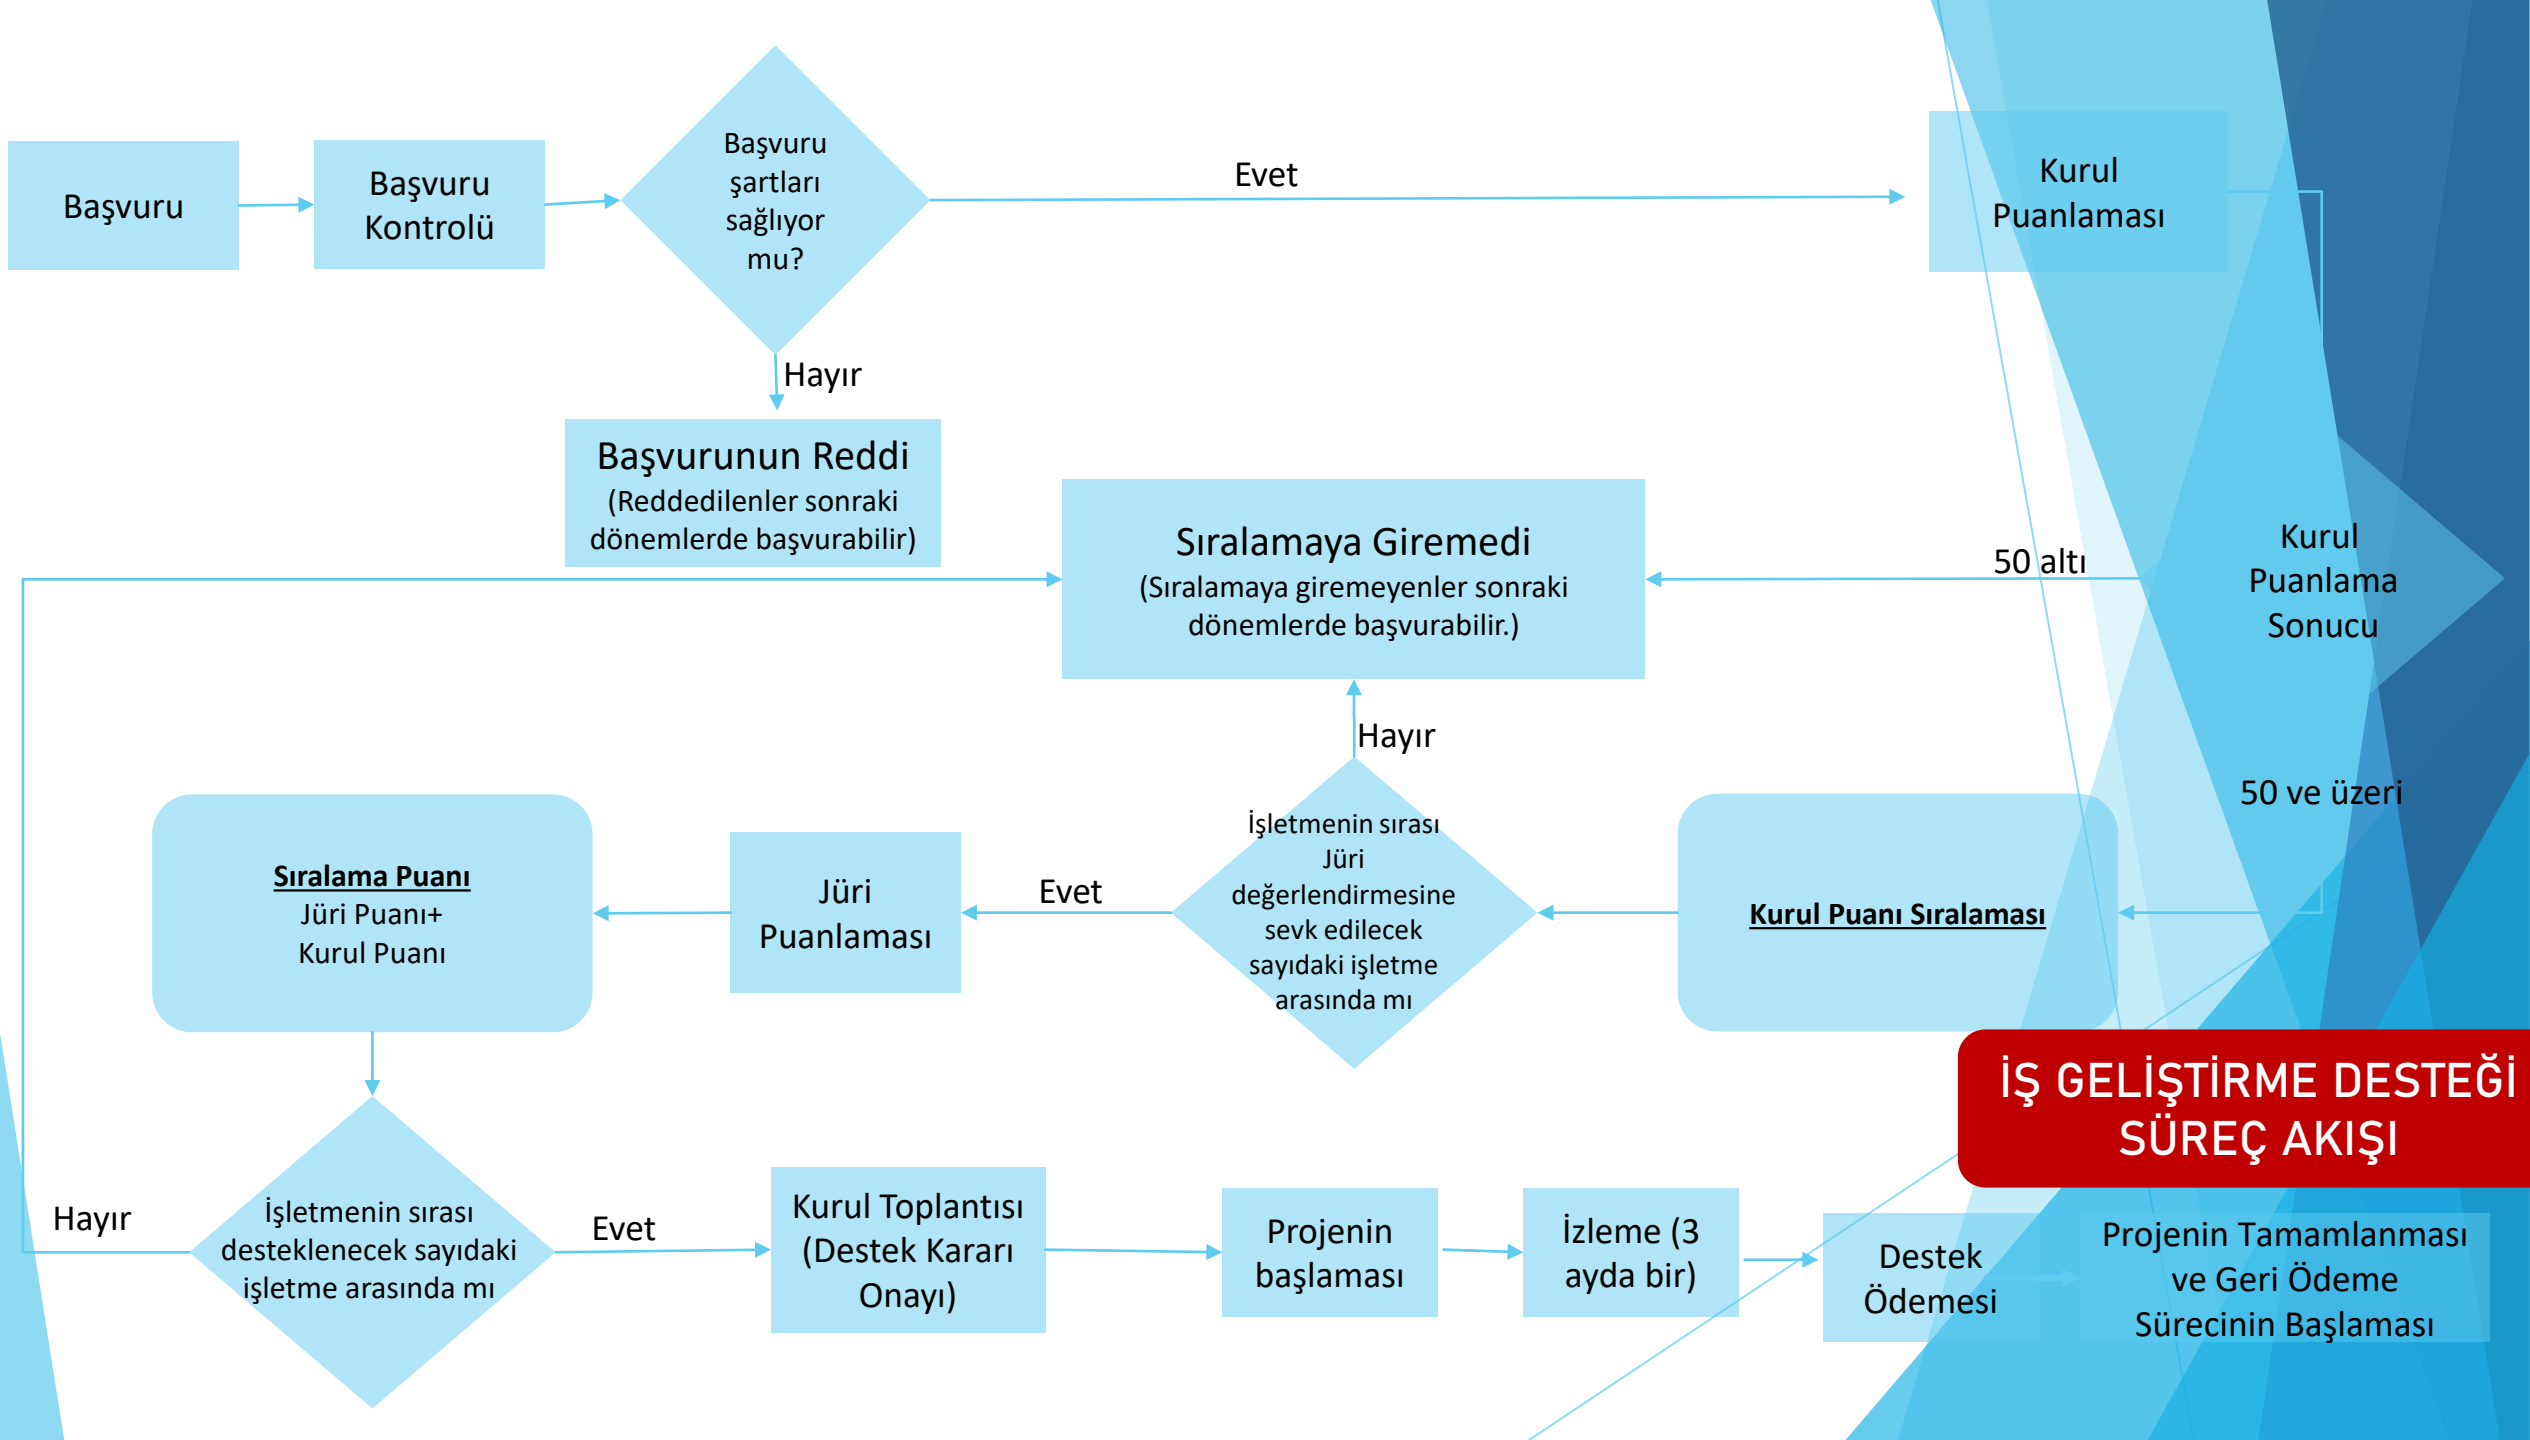 Başvuru
Başvuru
Kontrolü
Başvuru
şartları
sağlıyor
mu?
Evet
Kurul
Puanlaması
Hayır
Başvurunun Reddi
(Reddedilenler sonraki
dönemlerde başvurabilir)
Sıralamaya Giremedi
(Sıralamaya giremeyenler sonraki
dönemlerde başvurabilir.)
50 altı
Kurul
Puanlama
Sonucu
Hayır
50 ve üzeri
Sıralama Puanı
Jüri Puanı+
Kurul Puanı
Jüri
Puanlaması
Evet
İşletmenin sırası
Jüri
değerlendirmesine
sevk edilecek
sayıdaki işletme
arasında mı
Kurul Puanı Sıralaması
İŞ GELİŞTİRME DESTEĞİ
SÜREÇ AKIŞI
Hayır
İşletmenin sırası
desteklenecek sayıdaki
işletme arasında mı
Evet
Kurul Toplantısı
(Destek Kararı
Onayı)
Projenin
başlaması
İzleme (3
ayda bir)
Destek
Ödemesi
Projenin Tamamlanması
ve Geri Ödeme
Sürecinin Başlaması